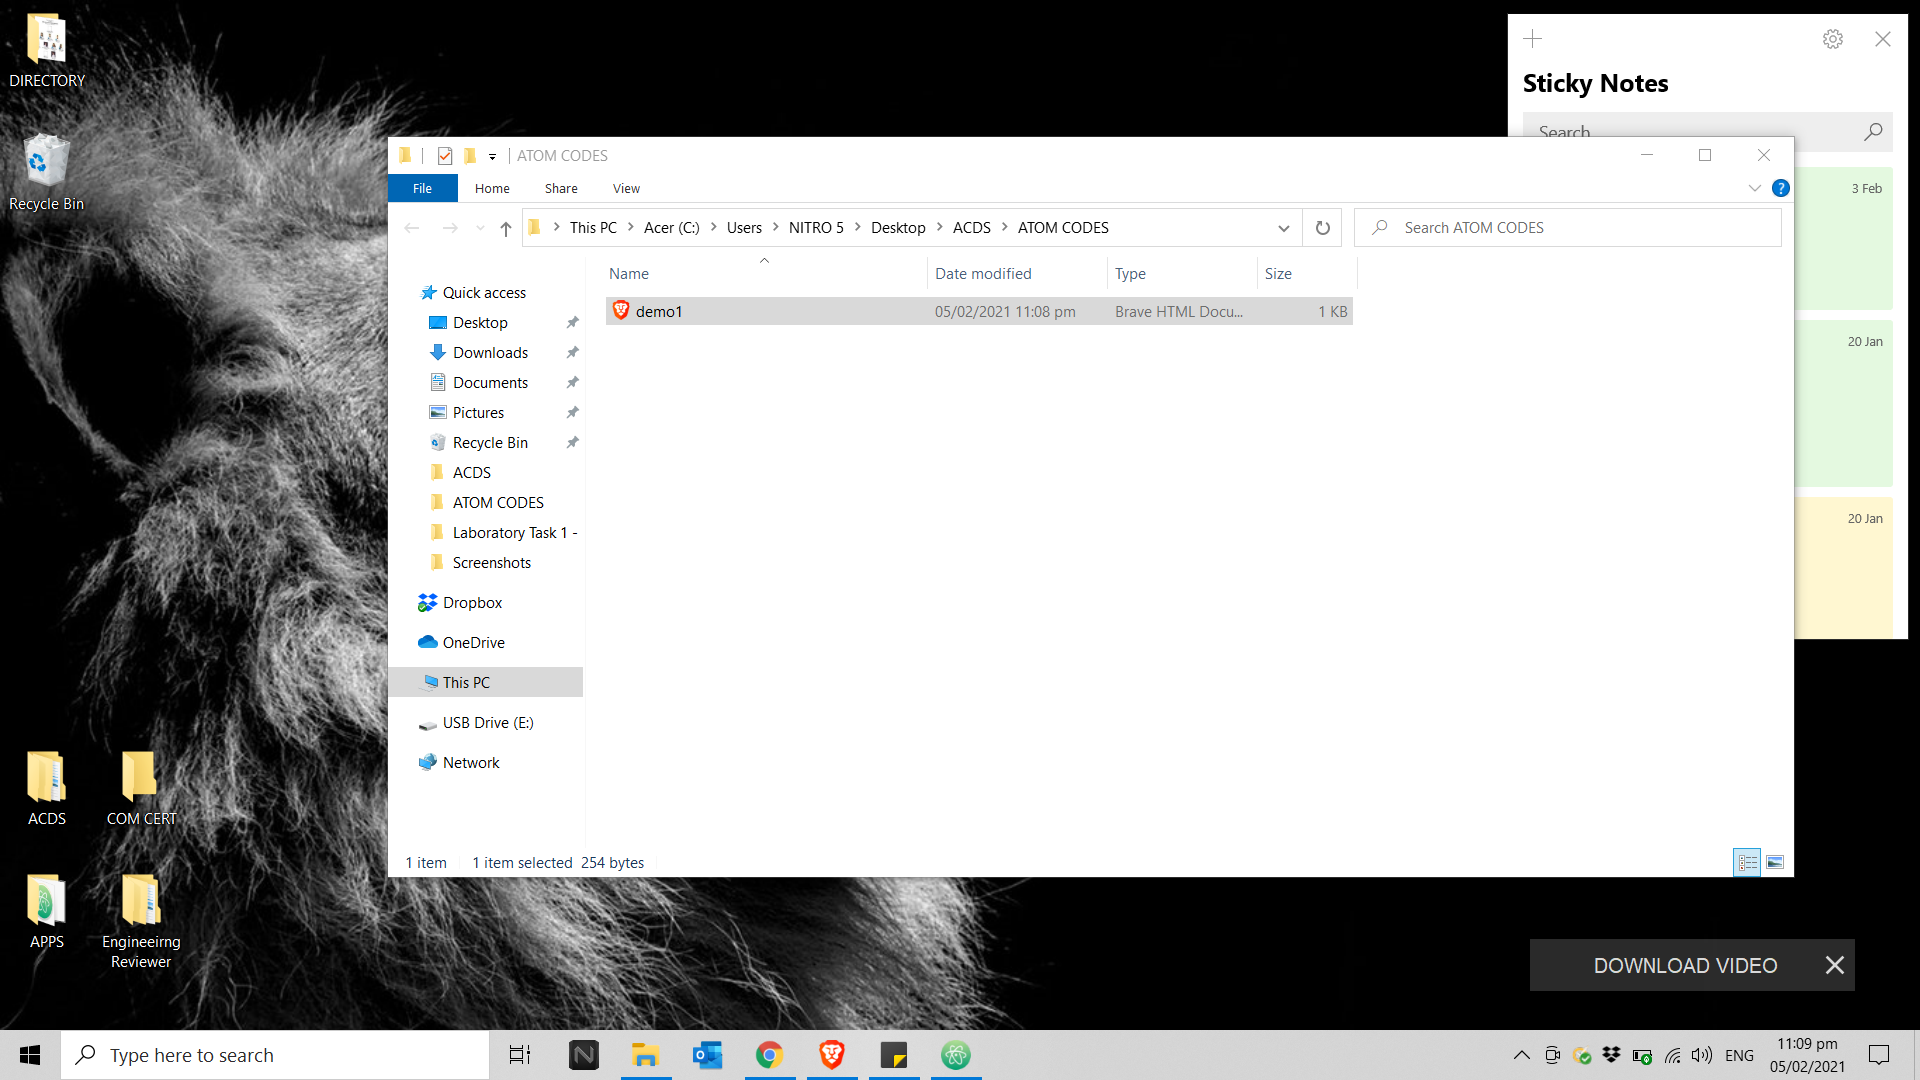 DIRECTORY
Recycle Bin
ACDS
COM CERT
APPS
Engineeirng
Reviewer
Sticky Notes
Search
3 Feb
20 Jan
20 Jan
ATOM CODES
File Home Share View
This PC > Acer (C:) > Users > NITRO 5 > Desktop > ACDS > ATOM CODES
Search ATOM CODES
Name Date modified Type Size
demo1 05/02/2021 11:08 pm Brave HTML Docu... 1 KB
Quick access
Desktop
Downloads
Documents
Pictures
Recycle Bin
ACDS
ATOM CODES
Laboratory Task 1 -
Screenshots
Dropbox
OneDrive
This PC
USB Drive (E:)
Network
1 item 1 item selected 254 bytes
DOWNLOAD VIDEO
Type here to search
ENG
11:09 pm
05/02/2021